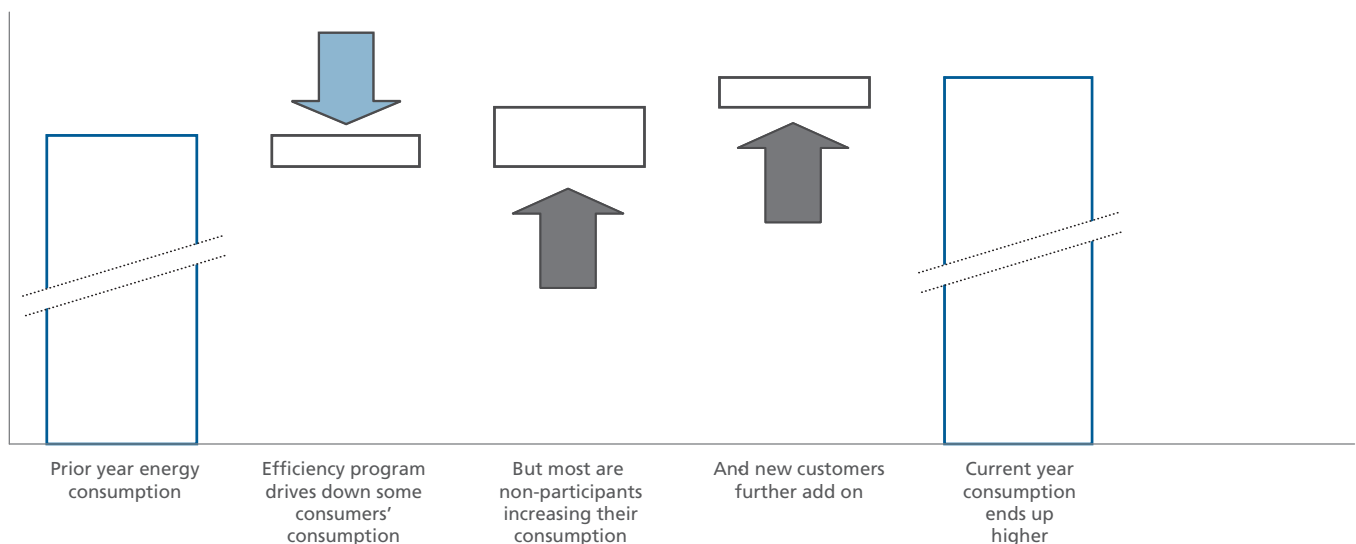 Prior year energy
consumption
Efficiency program
drives down some
consumers’
consumption
But most are
non-participants
increasing their
consumption
And new customers
further add on
Current year
consumption
ends up
higher